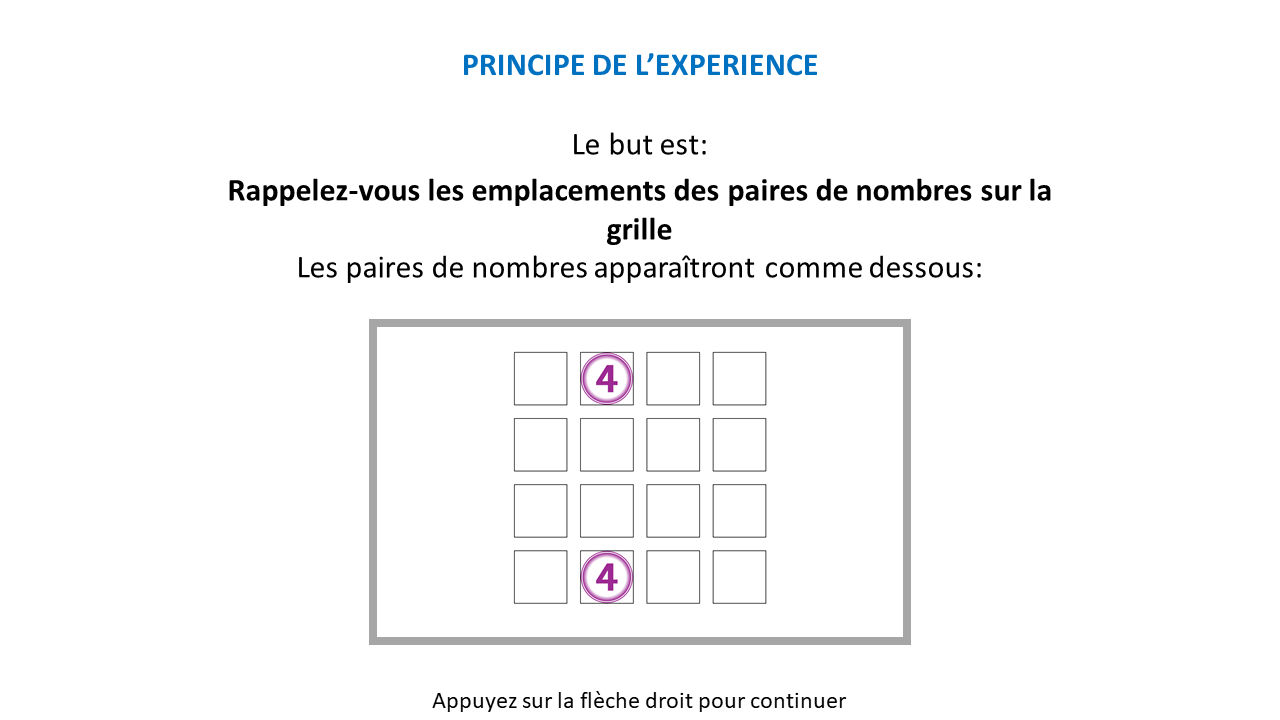 PRINCIPE DE L’EXPERIENCE
Le but est:
Rappelez-vous les emplacements des paires de nombres sur la
grille
Les paires de nombres apparaîtront comme dessous:
4
4
Appuyez sur la flèche droit pour continuer